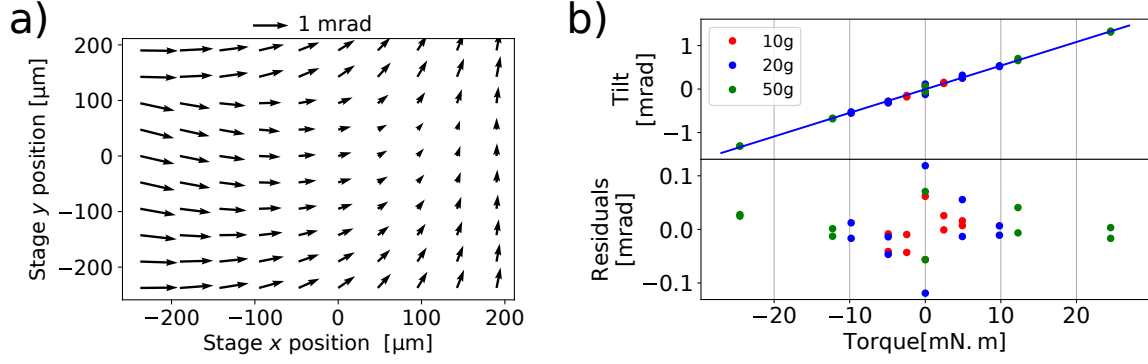 a)
1 mrad
200
100
0
−100
−200
Stage y position [μm]
−200
−100
0
100
200
Stage x position [μm]
b)
10g
20g
50g
1
0
−1
Tilt
[mrad]
0.1
0.0
−0.1
Residuals
[mrad]
−20
−10
0
10
20
Torque[mN. m]